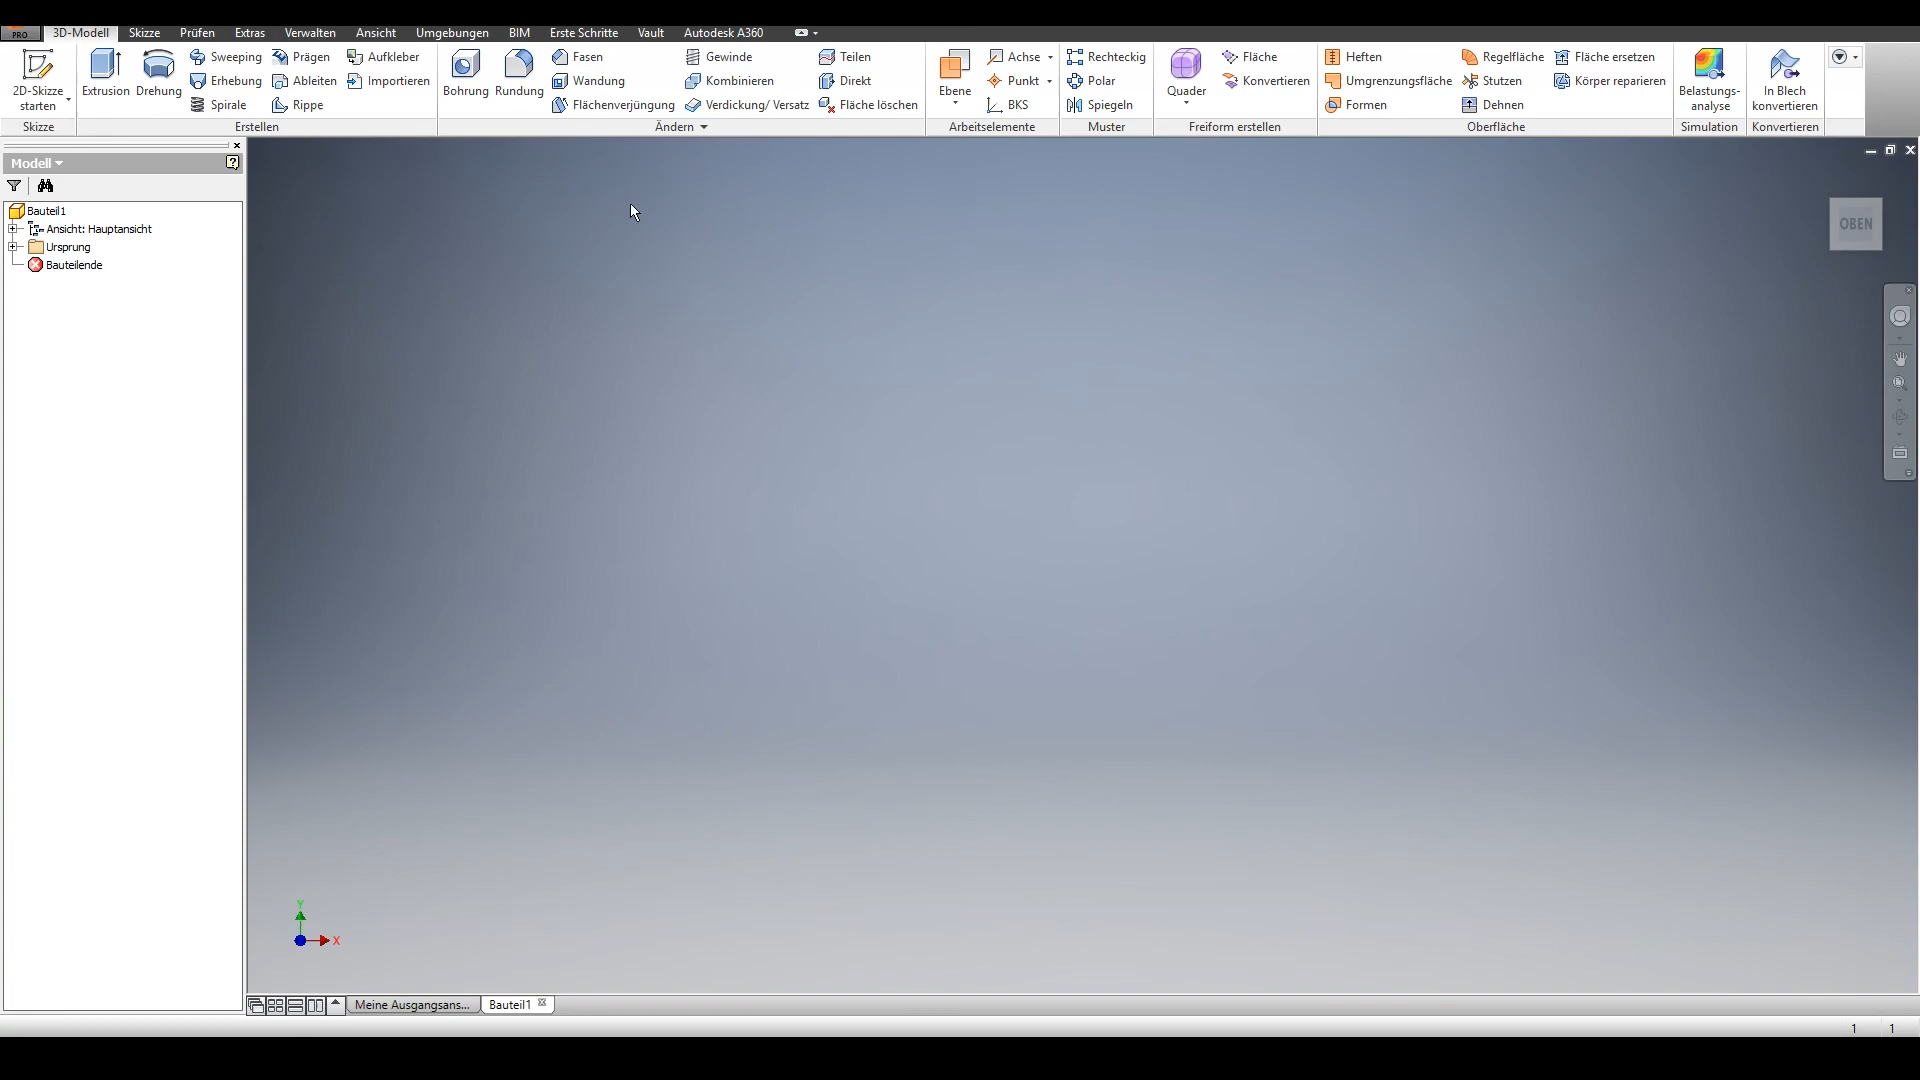 PRO 3D-Modell Skizze Prüfen Extras Verwalten Ansicht Umgebungen BIM Erste Schritte Vault Autodesk A360
2D-Skizze
starten
Extrusion
Drehung
Sweeping
Erhebung
Spirale
Prägen
Ableiten
Rippe
Aufkleber
Importieren
Bohrung
Rundung
Fasen
Wandung
Flächenverjüngung
Gewinde
Kombinieren
Verdickung/ Versatz
Teilen
Direkt
Fläche löschen
Ebene
Achse
Punkt
BKS
Rechteckig
Polar
Spiegeln
Quader
Fläche
Konvertieren
Heften
Umgrenzungsfläche
Formen
Regelfläche
Stutzen
Dehnen
Fläche ersetzen
Körper reparieren
Belastungs-
analyse
In Blech
konvertieren
Skizze Erstellen Ändern Arbeitselemente Muster Freiform erstellen Oberfläche Simulation Konvertieren
Modell
Bauteil1
Ansicht: Hauptansicht
Ursprung
Bauteilende
OBEN
Y
X
Meine Ausgangsans... Bauteil1
1 1